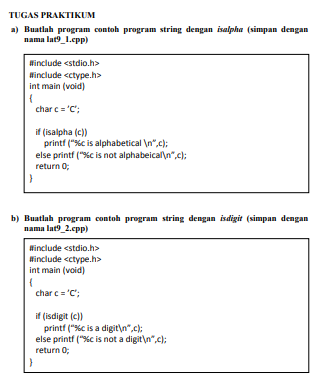 TUGAS PRAKTIKUM
a) Buatlah program contoh program string dengan isalpha (simpan dengan
nama lat9_1.cpp)
#include <stdio.h>
#include <ctype.h>
int main (void)
{
char c = 'C';
if (isalpha (c))
printf ("%c is alphabetical \n",c);
else printf ("%c is not alphabeical\n",c);
return 0;
}
b) Buatlah program contoh program string dengan isdigit (simpan dengan
nama lat9_2.cpp)
#include <stdio.h>
#include <ctype.h>
int main (void)
{
char c = 'C';
if (isdigit (c))
printf ("%c is a digit\n",c);
else printf ("%c is not a digit\n",c);
return 0;
}